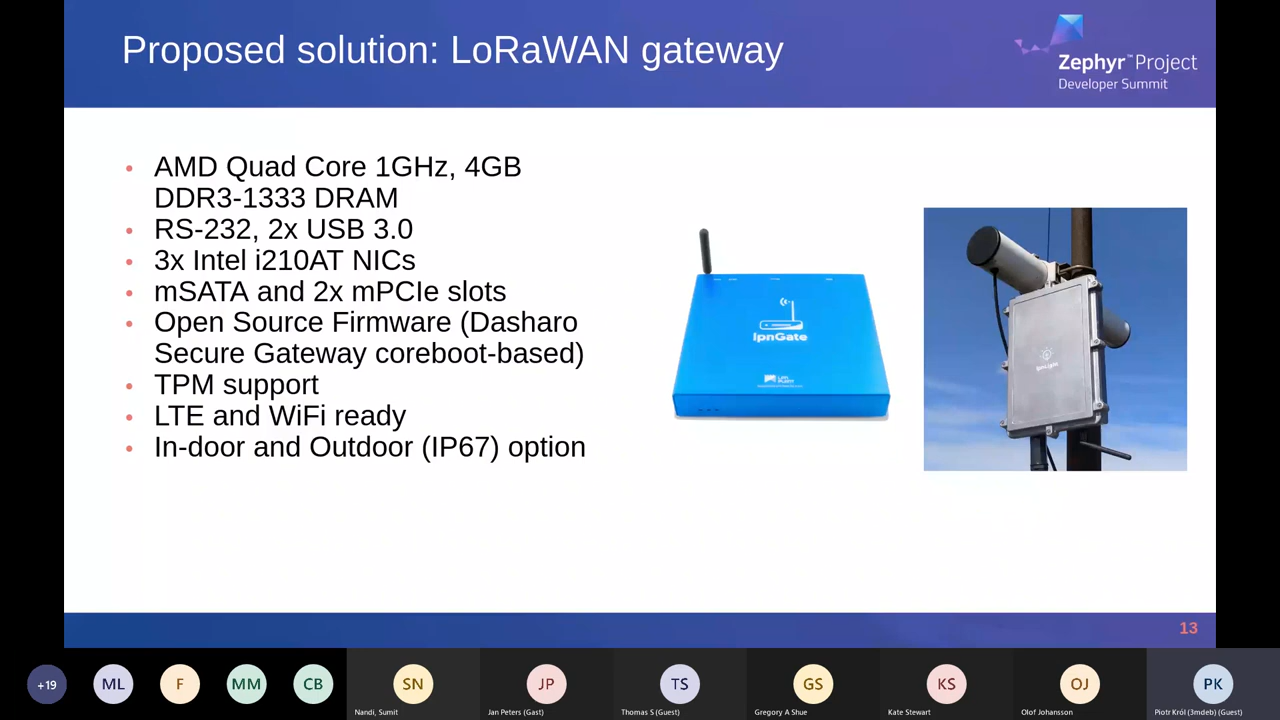 Proposed solution: LoRaWAN gateway
Zephyr™Project
Developer Summit
• AMD Quad Core 1GHz, 4GB
DDR3-1333 DRAM
• RS-232, 2x USB 3.0
• 3x Intel i210AT NICs
• mSATA and 2x mPCIe slots
• Open Source Firmware (Dasharo
Secure Gateway coreboot-based)
• TPM support
• LTE and WiFi ready
• In-door and Outdoor (IP67) option
lpnGate
13
+19
ML
F
MM
CB
SN
JP
TS
GS
KS
OJ
PK
Nandi, Sumit
Jan Peters (Gast)
Thomas S (Guest)
Gregory A Shue
Kate Stewart
Olof Johansson
Piotr Król (3mdeb) (Guest)